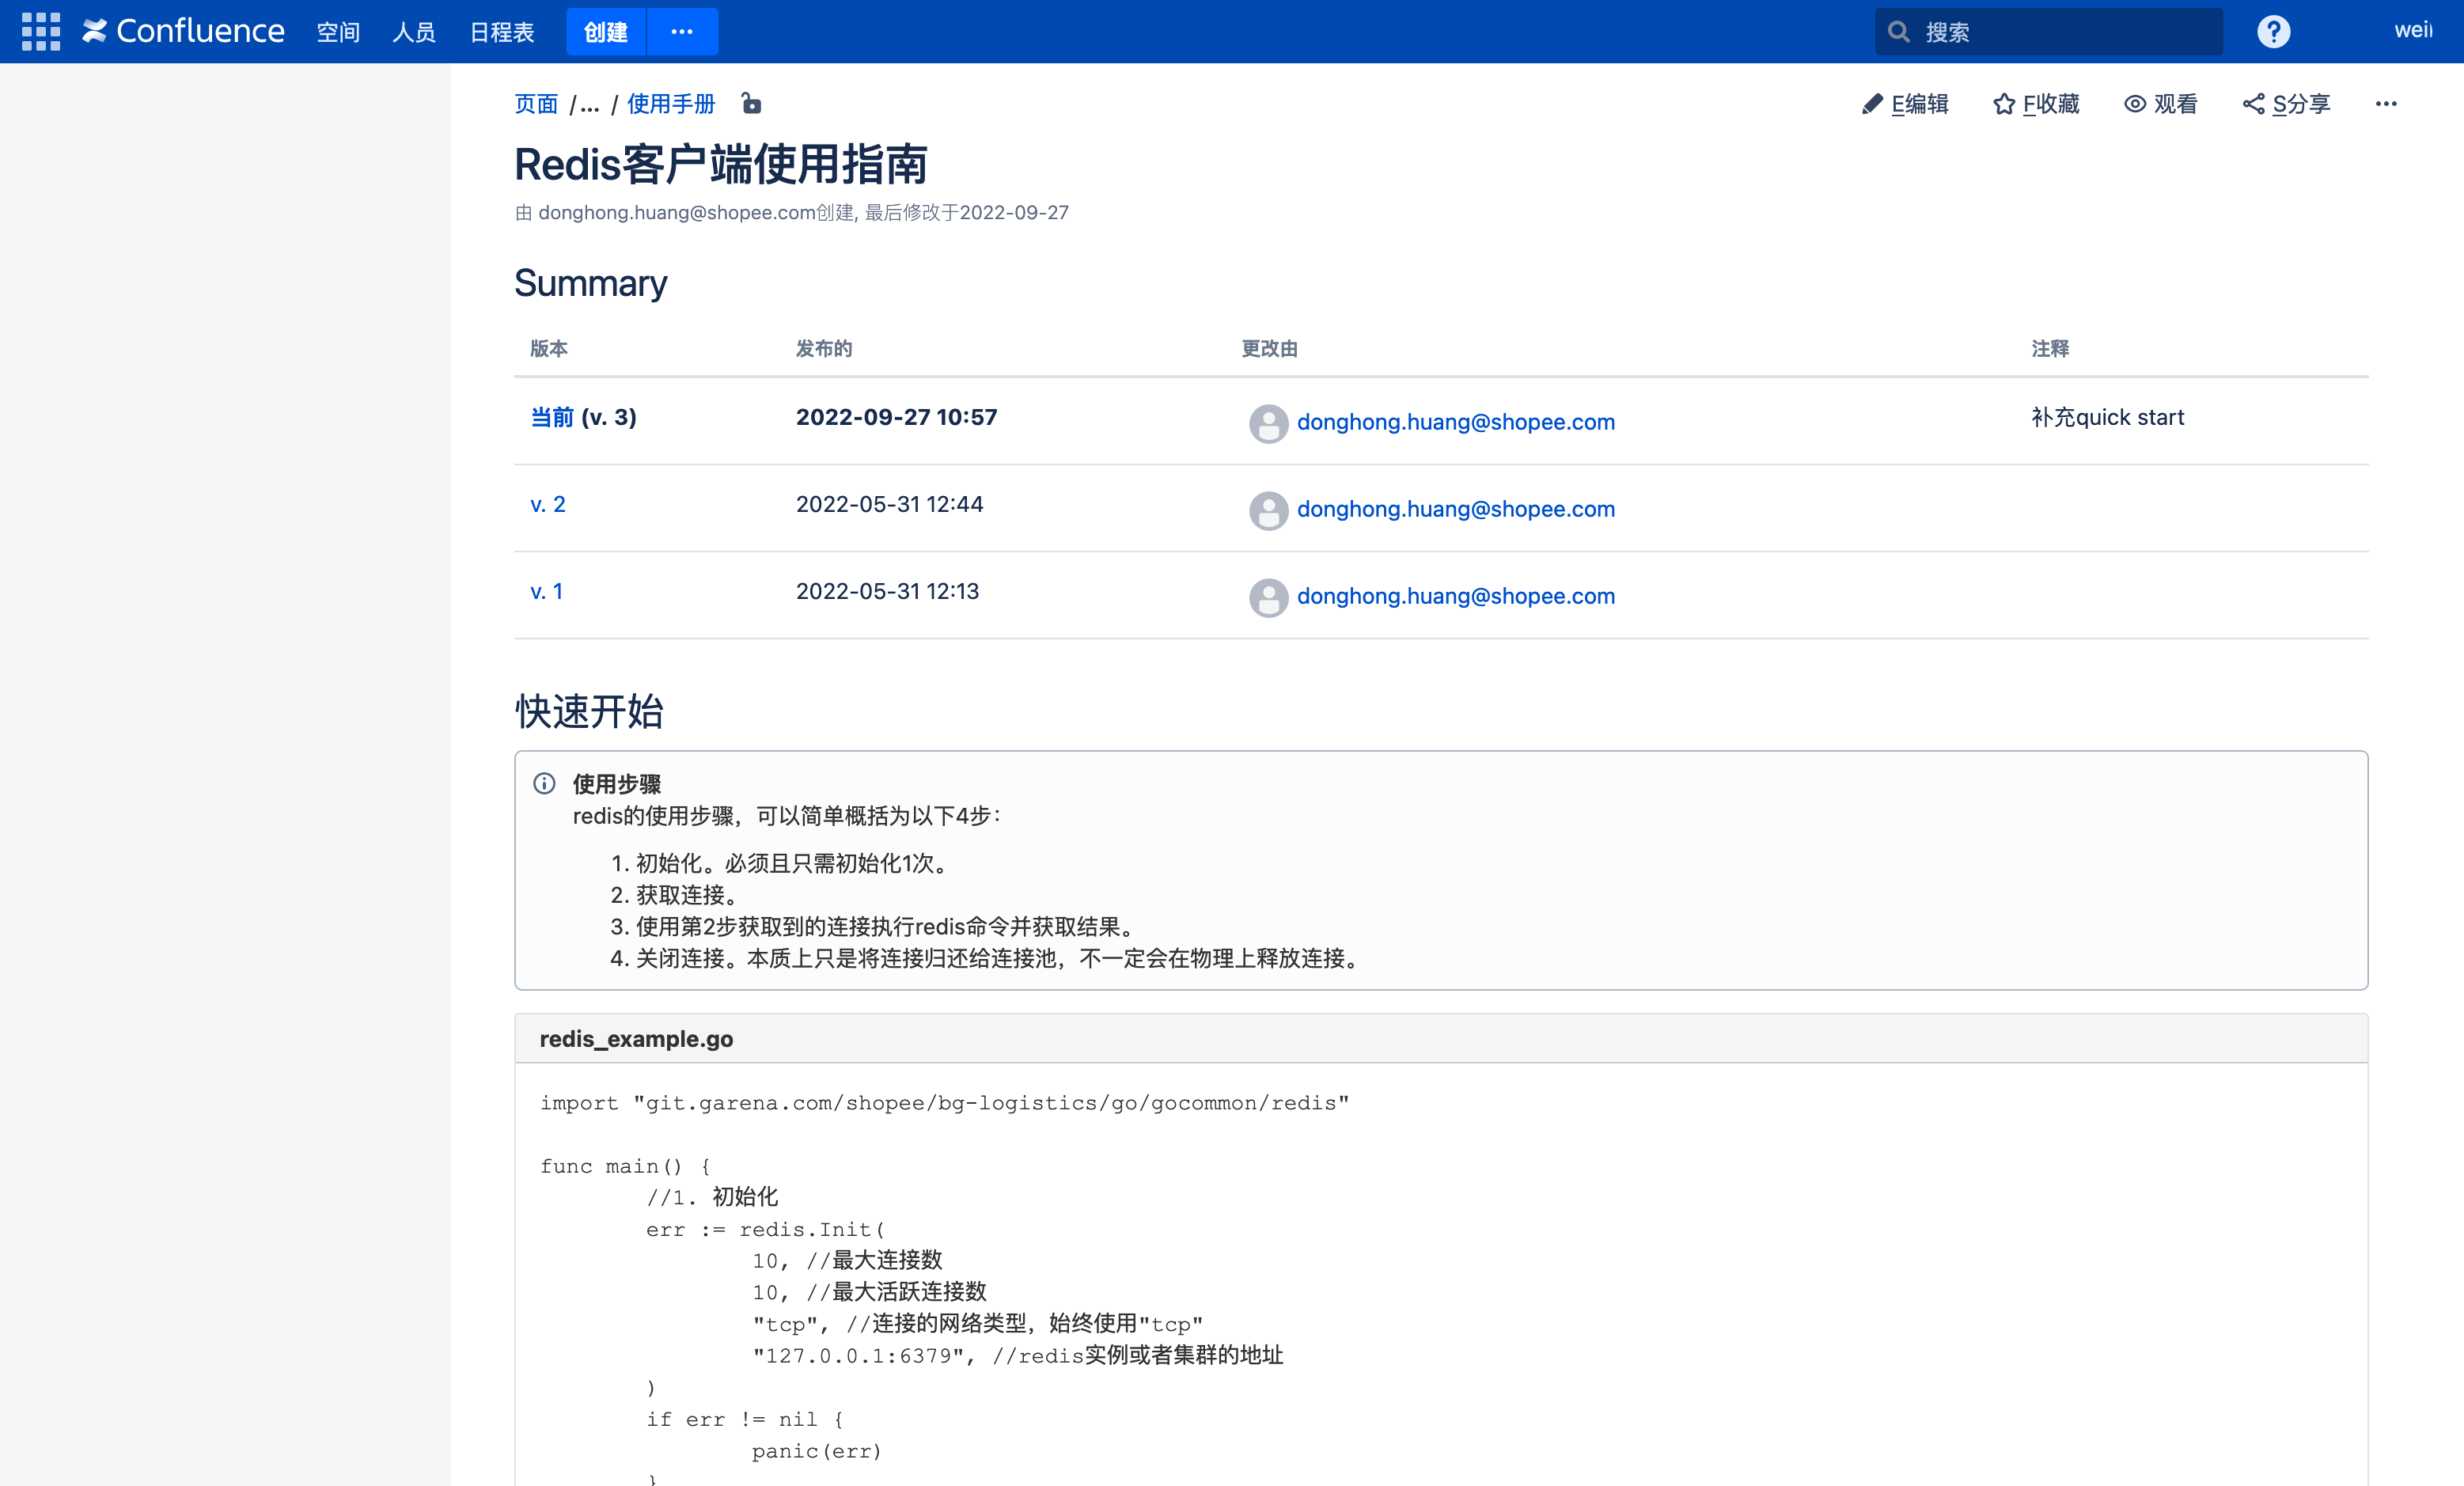 Confluence 空间 人员 日程表 创建 ··· 搜索 ? weii
页面 /... / 使用手册 E编辑 F收藏 观看 S分享 ···
Redis客户端使用指南
由 donghong.huang@shopee.com创建, 最后修改于2022-09-27
Summary
版本 发布的 更改由 注释
当前 (v. 3) 2022-09-27 10:57 donghong.huang@shopee.com 补充quick start
v. 2 2022-05-31 12:44 donghong.huang@shopee.com
v. 1 2022-05-31 12:13 donghong.huang@shopee.com
快速开始
使用步骤
redis的使用步骤，可以简单概括为以下4步：
1. 初始化。必须且只需初始化1次。
2. 获取连接。
3. 使用第2步获取到的连接执行redis命令并获取结果。
4. 关闭连接。本质上只是将连接归还给连接池，不一定会在物理上释放连接。
redis_example.go
import "git.garena.com/shopee/bg-logistics/go/gocommon/redis"
func main() {
//1. 初始化
err := redis.Init(
10, //最大连接数
10, //最大活跃连接数
"tcp", //连接的网络类型，始终使用"tcp"
"127.0.0.1:6379", //redis实例或者集群的地址
)
if err != nil {
panic(err)
}